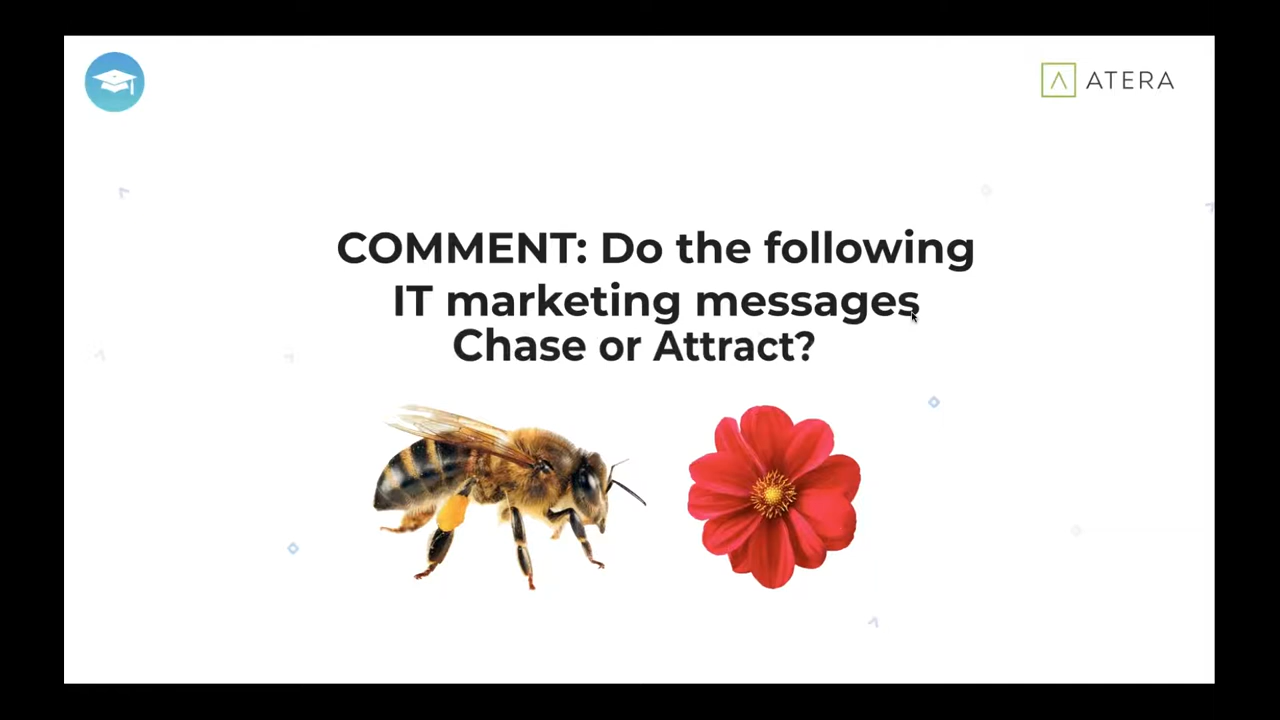 ATERA
COMMENT: Do the following
IT marketing messages
Chase or Attract?